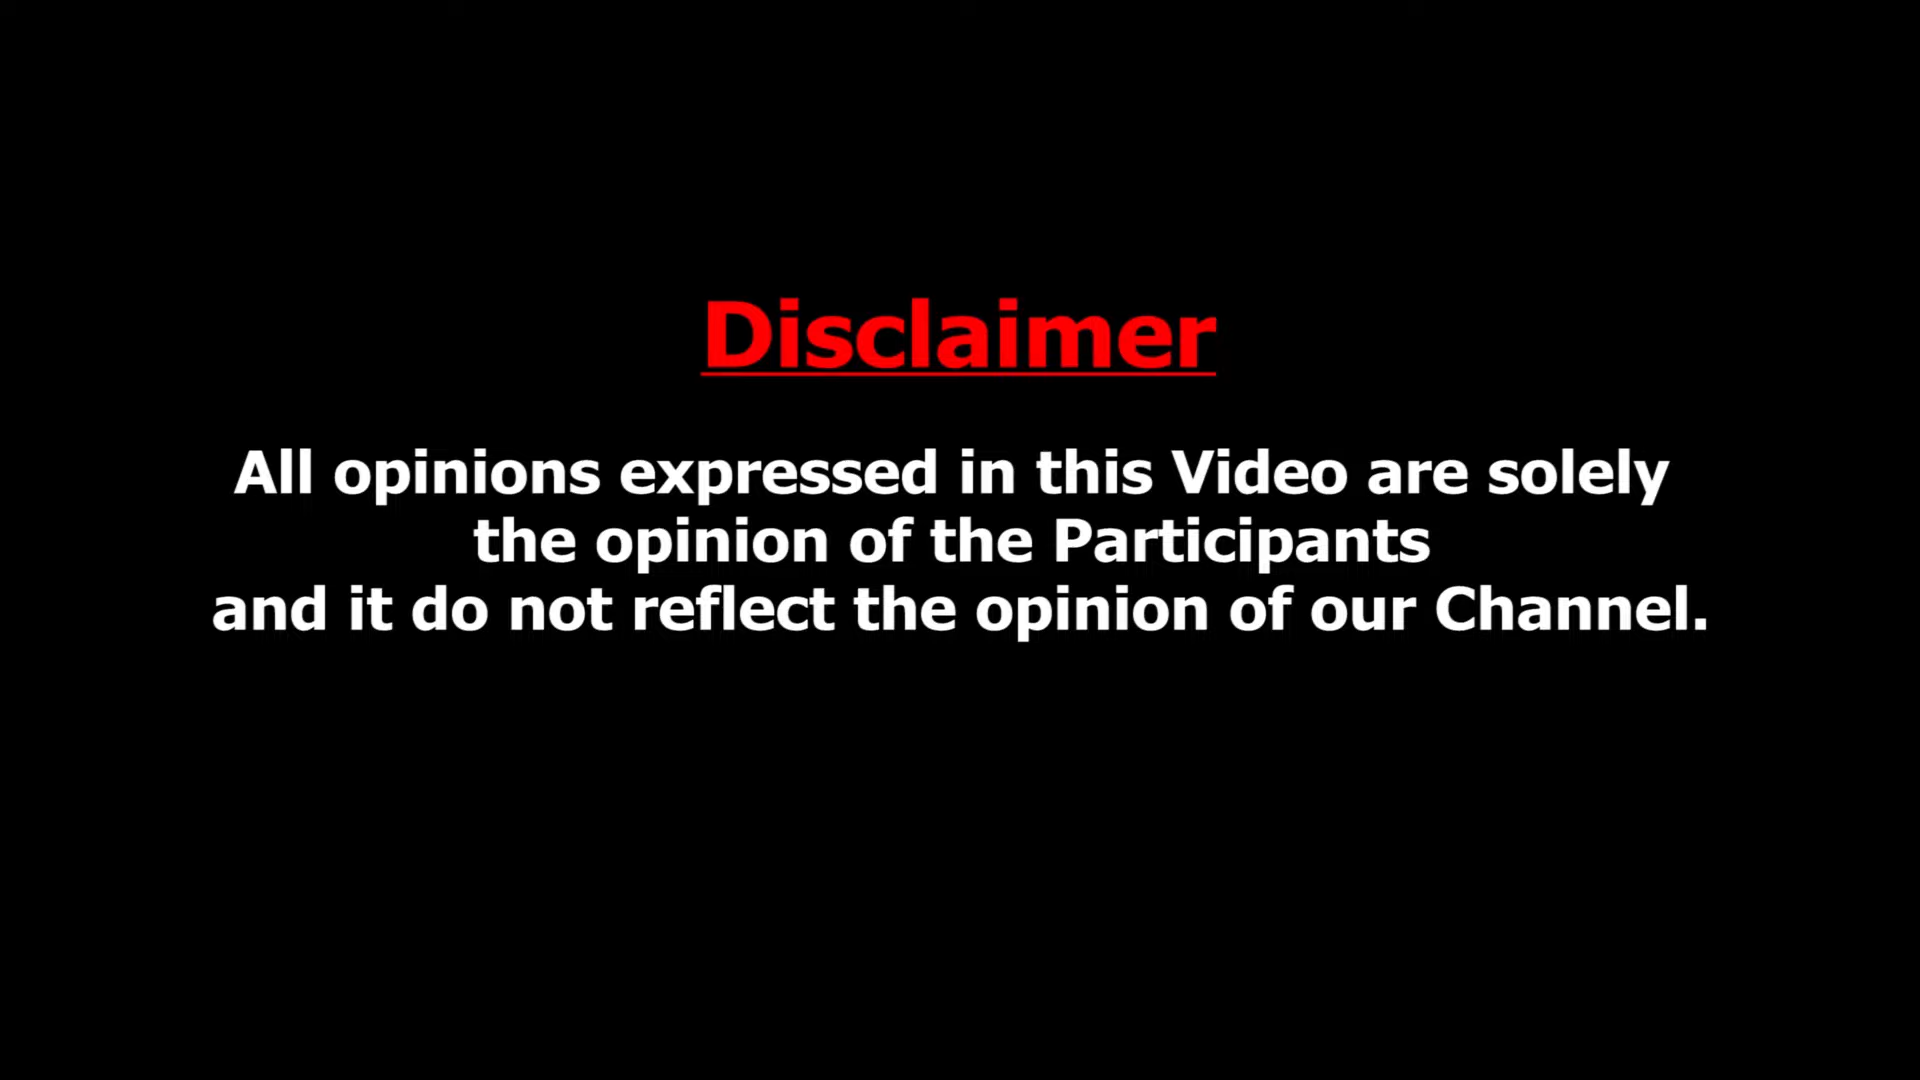 Disclaimer
All opinions expressed in this Video are solely
the opinion of the Participants
and it do not reflect the opinion of our Channel.